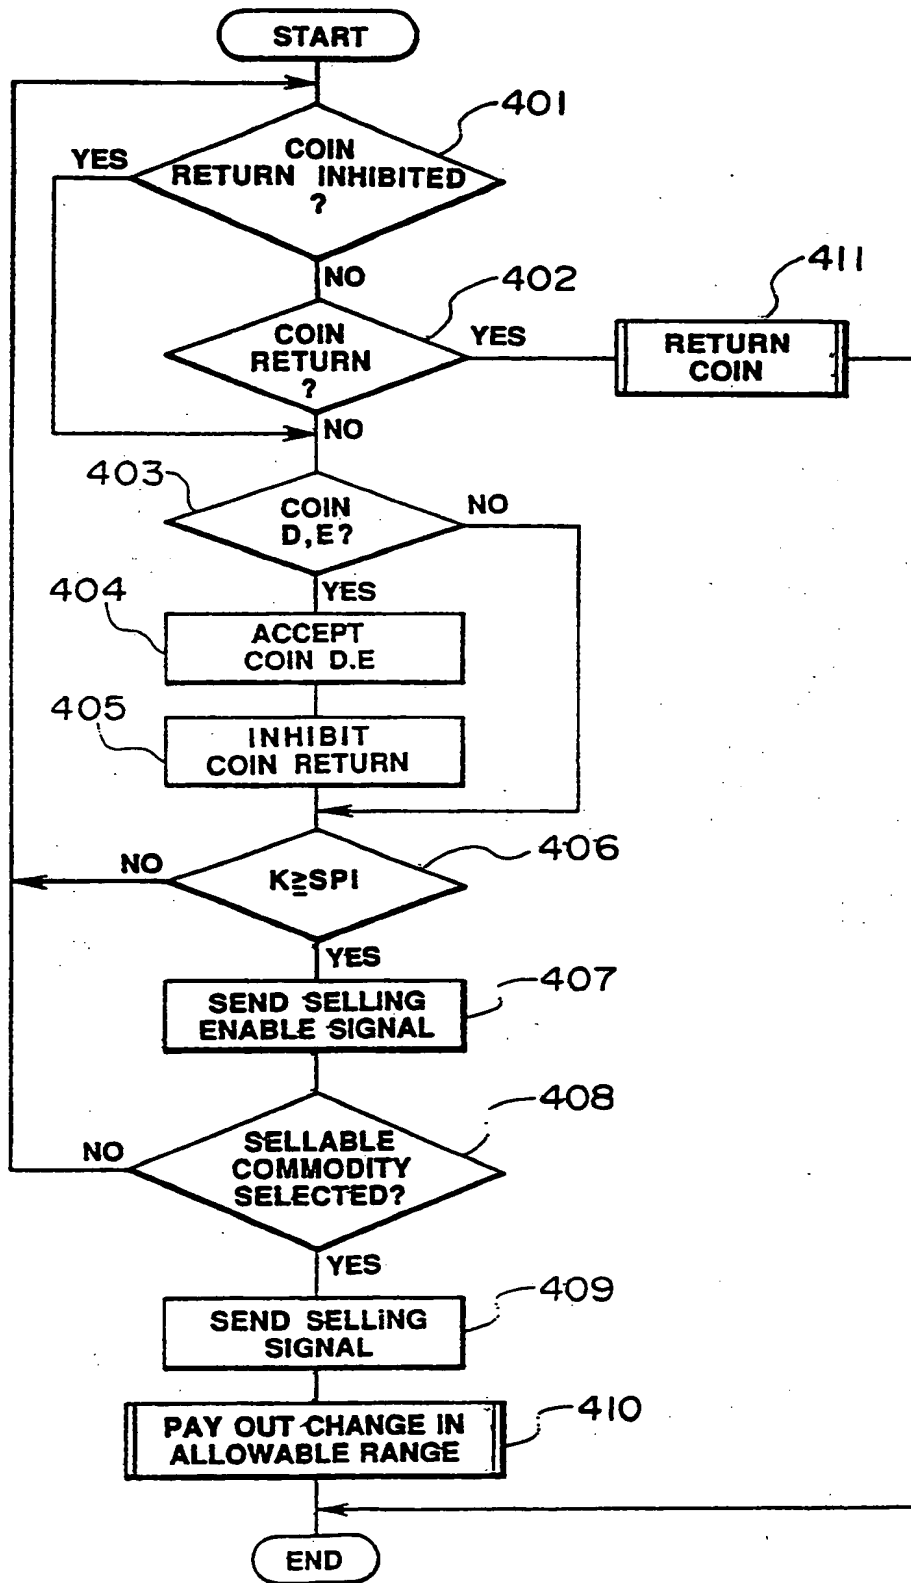 START
401
COIN
RETURN INHIBITED
?
YES
NO
402
411
COIN
RETURN
?
YES
RETURN
COIN
NO
403
COIN
D,E?
NO
YES
404
ACCEPT
COIN D.E
405
INHIBIT
COIN RETURN
406
NO
K≧SPI
YES
407
SEND SELLING
ENABLE SIGNAL
408
NO
SELLABLE
COMMODITY
SELECTED?
YES
409
SEND SELLING
SIGNAL
410
PAY OUT CHANGE IN
ALLOWABLE RANGE
END